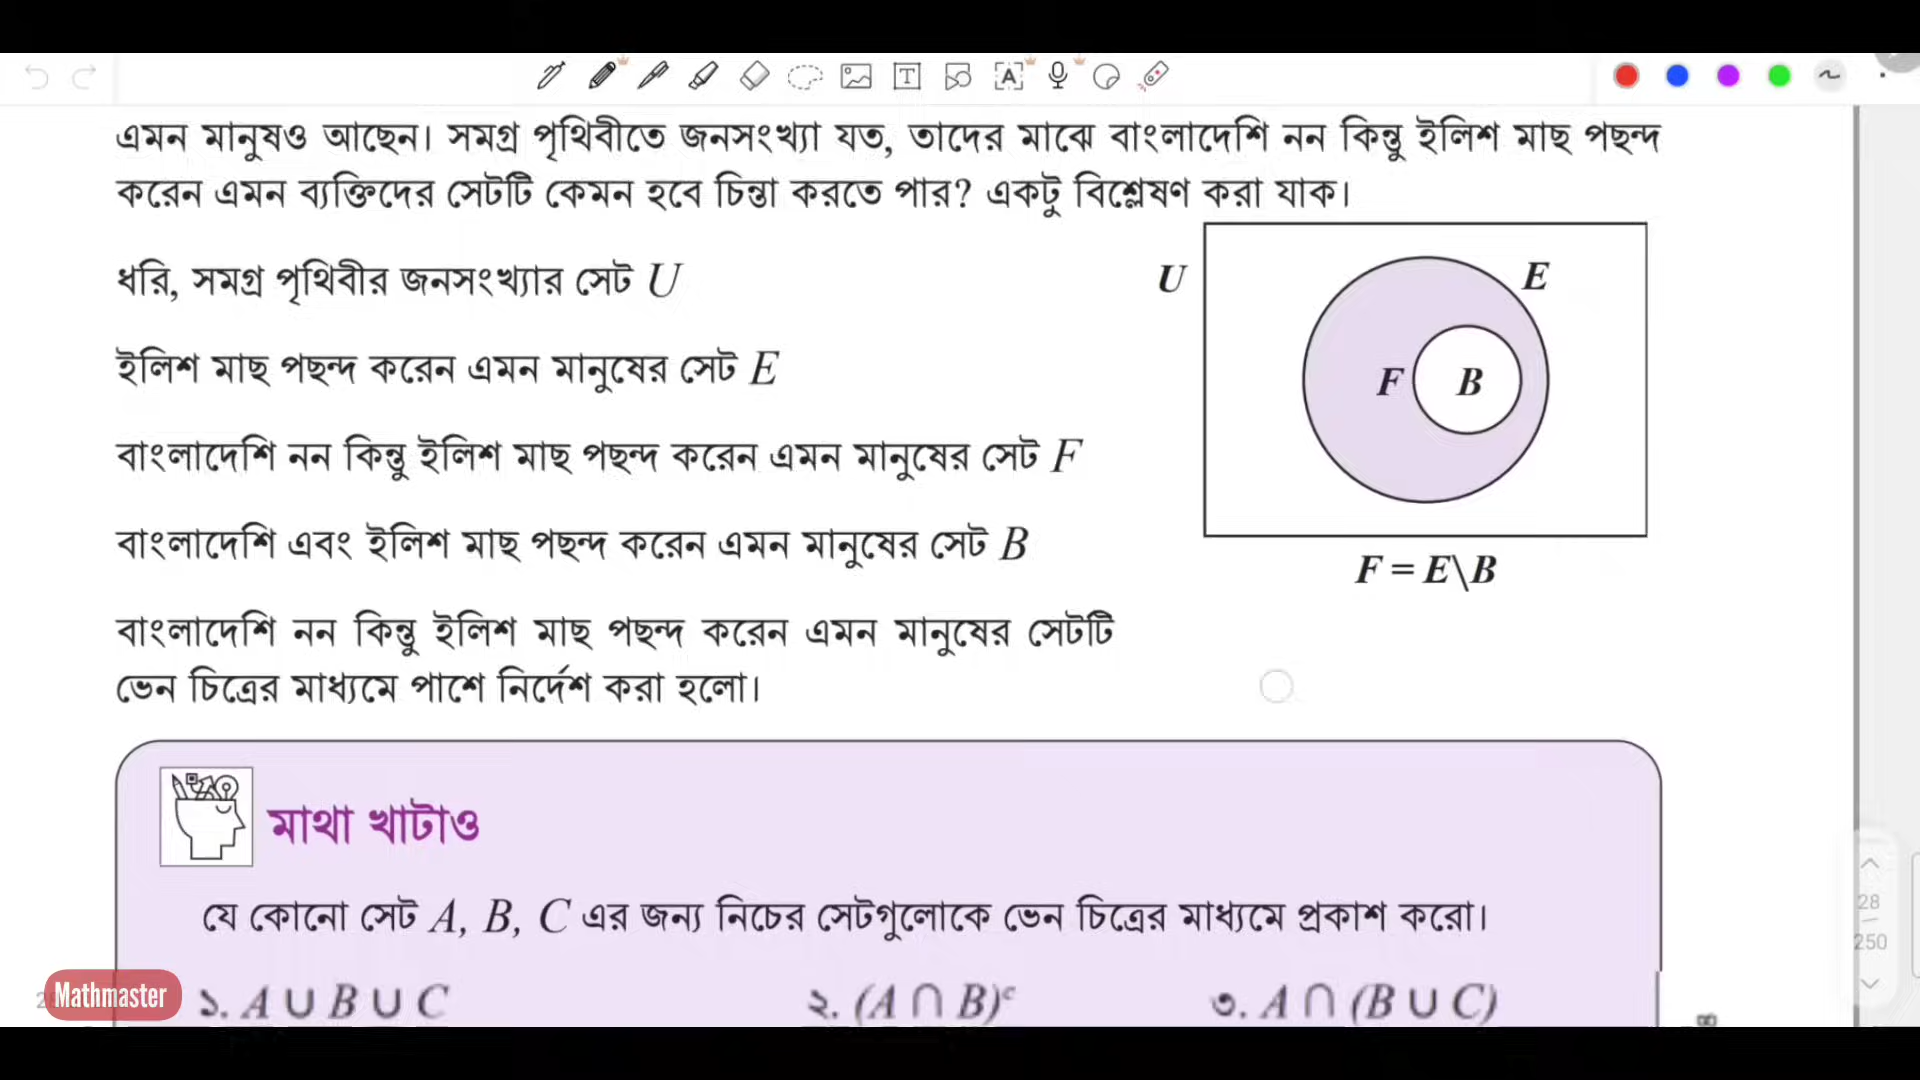 এমন মানুষও আছেন। সমগ্র পৃথিবীতে জনসংখ্যা যত, তাদের মাঝে বাংলাদেশি নন কিন্তু ইলিশ মাছ পছন্দ
করেন এমন ব্যক্তিদের সেটটি কেমন হবে চিন্তা করতে পার? একটু বিশ্লেষণ করা যাক।
ধরি, সমগ্র পৃথিবীর জনসংখ্যার সেট U
U
E
ইলিশ মাছ পছন্দ করেন এমন মানুষের সেট E
F
B
বাংলাদেশি নন কিন্তু ইলিশ মাছ পছন্দ করেন এমন মানুষের সেট F
বাংলাদেশি এবং ইলিশ মাছ পছন্দ করেন এমন মানুষের সেট B
F = E\B
বাংলাদেশি নন কিন্তু ইলিশ মাছ পছন্দ করেন এমন মানুষের সেটটি
ভেন চিত্রের মাধ্যমে পাশে নির্দেশ করা হলো।
মাথা খাটাও
যে কোনো সেট A, B, C এর জন্য নিচের সেটগুলোকে ভেন চিত্রের মাধ্যমে প্রকাশ করো।
28
250
Mathmaster
১. A ∪ B ∪ C ২. (A ∩ B)ᶜ ৩. A ∩ (B ∪ C)